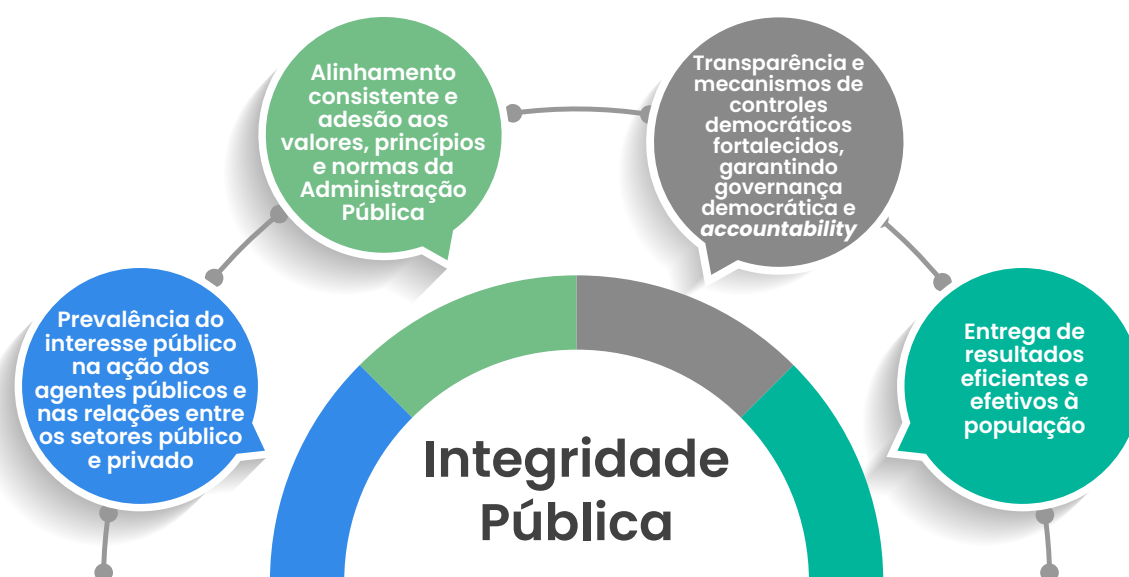 Alinhamento
consistente e
adesão aos
valores, princípios
e normas da
Administração
Pública
Transparência e
mecanismos de
controles
democráticos
fortalecidos,
garantindo
governança
democrática e
accountability
Prevalência do
interesse público
na ação dos
agentes públicos e
nas relações entre
os setores público
e privado
Entrega de
resultados
eficientes e
efetivos à
população
Integridade
Pública